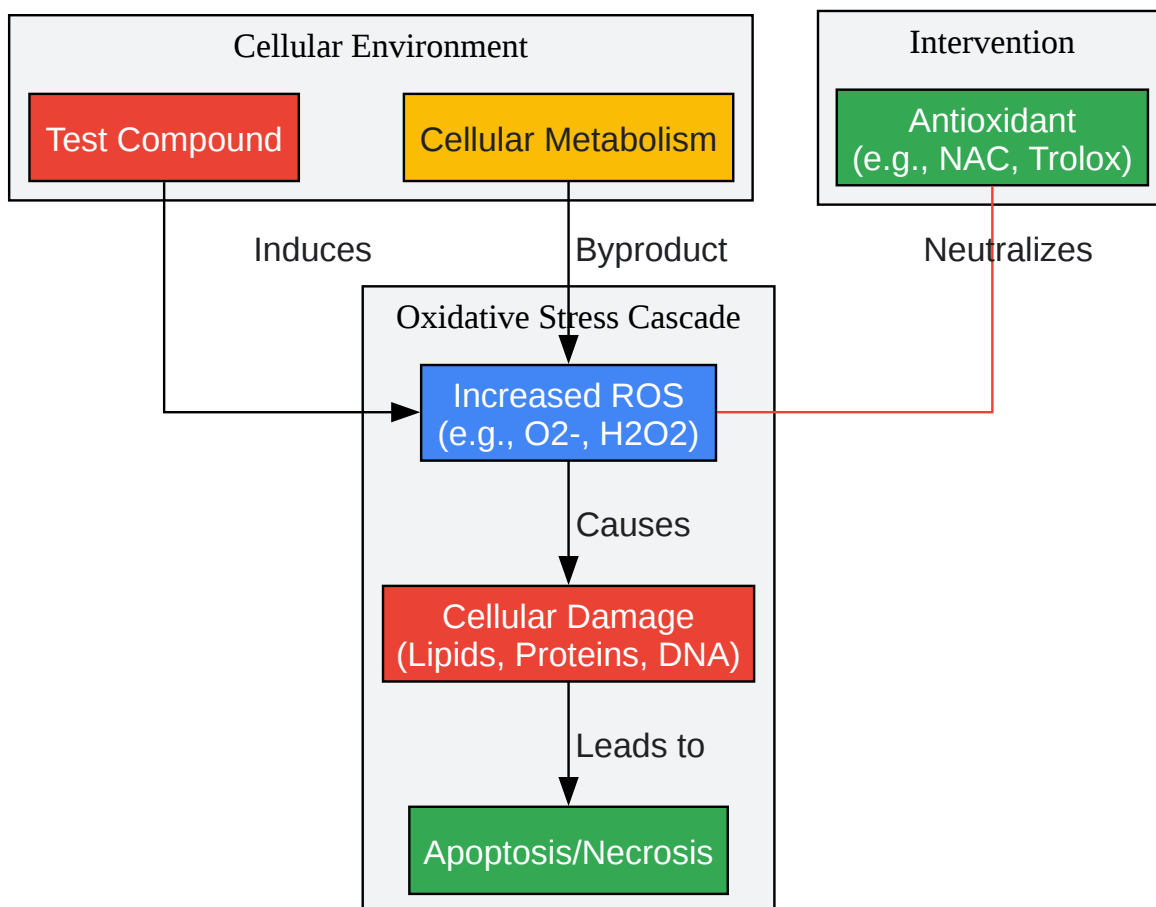 Cellular Environment
Intervention
Test Compound
Cellular Metabolism
Antioxidant
(e.g., NAC, Trolox)
Induces
Byproduct
Neutralizes
Oxidative Stress Cascade
Increased ROS
(e.g., O2-, H2O2)
Causes
Cellular Damage
(Lipids, Proteins, DNA)
Leads to
Apoptosis/Necrosis